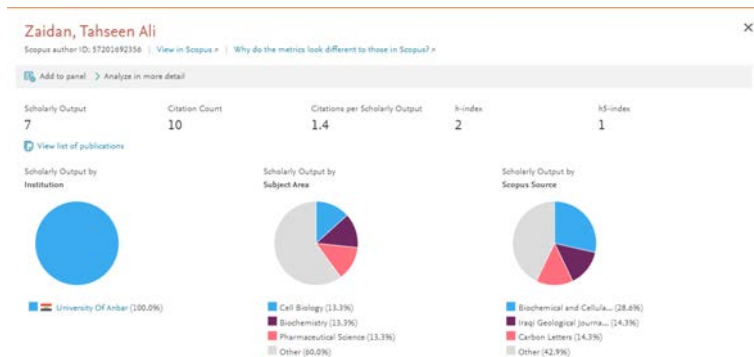 Zaidan, Tahseen Ali
Scopus author ID: 57201692356 | View in Scopus ↗ | Why do the metrics look different to those in Scopus? ↗
Add to panel > Analyze in more detail
Scholarly Output
7
Citation Count
10
Citations per Scholarly Output
1.4
h-index
2
h5-index
1
View list of publications
Scholarly Output by
Institution
University Of Anbar (100.0%)
Scholarly Output by
Subject Area
Cell Biology (13.3%)
Biochemistry (13.3%)
Pharmaceutical Science (13.3%)
Other (60.0%)
Scholarly Output by
Scopus Source
Biochemical and Cellula... (28.6%)
Iraqi Geological Journa... (14.3%)
Carbon Letters (14.3%)
Other (42.9%)